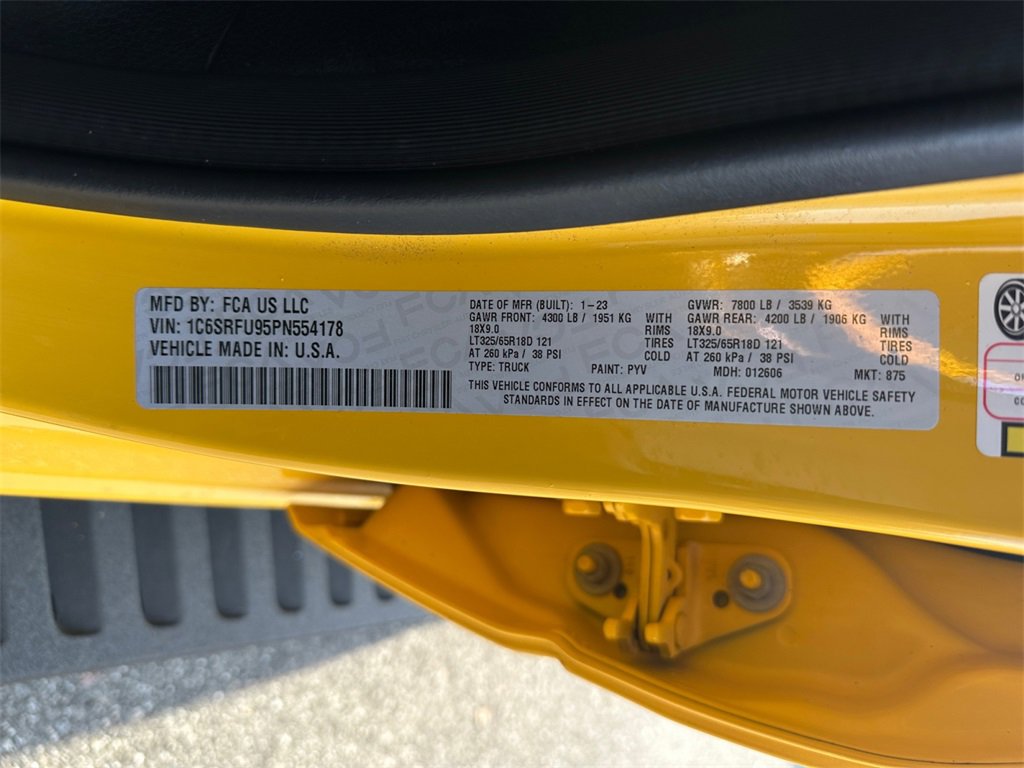 MFD BY: FCA US LLC
VIN: 1C6SRFU95PN554178
VEHICLE MADE IN: U.S.A.
DATE OF MFR (BUILT): 1-23 GVWR: 7800 LB / 3539 KG
GAWR FRONT: 4300 LB / 1951 KG WITH GAWR REAR: 4200 LB / 1906 KG WITH
18X9.0 RIMS 18X9.0 RIMS
LT325/65R18D 121 TIRES LT325/65R18D 121 TIRES
AT 260 kPa / 38 PSI COLD AT 260 kPa / 38 PSI COLD
TYPE: TRUCK PAINT: PYV MDH: 012606 MKT: 875
THIS VEHICLE CONFORMS TO ALL APPLICABLE U.S.A. FEDERAL MOTOR VEHICLE SAFETY
STANDARDS IN EFFECT ON THE DATE OF MANUFACTURE SHOWN ABOVE.